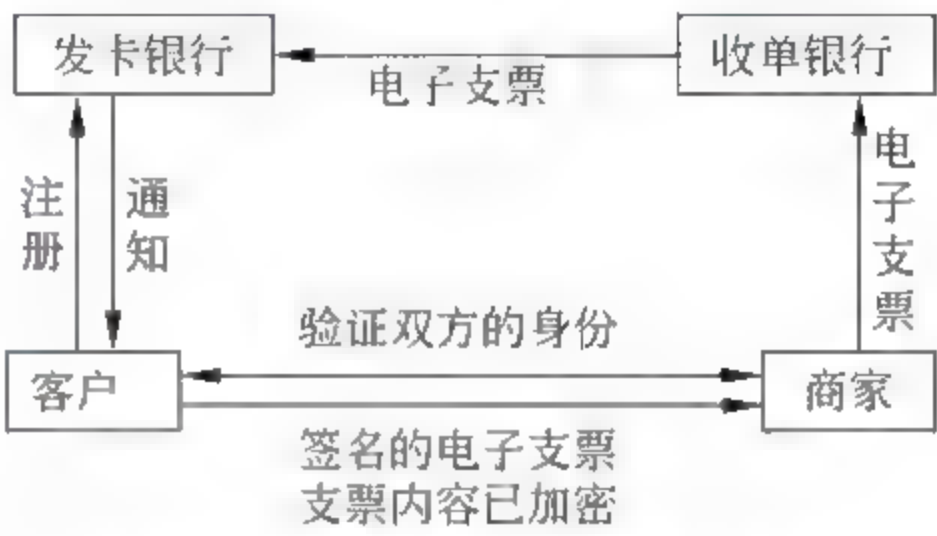 发卡银行
收单银行
电子支票
注册
通知
电子支票
验证双方的身份
客户
商家
签名的电子支票
支票内容已加密